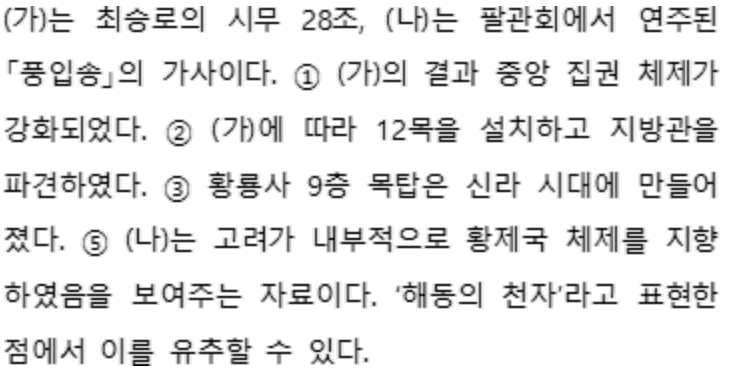 (가)는 최승로의 시무 28조, (나)는 팔관회에서 연주된
「풍입송」의 가사이다. ① (가)의 결과 중앙 집권 체제가
강화되었다. ② (가)에 따라 12목을 설치하고 지방관을
파견하였다. ③ 황룡사 9층 목탑은 신라 시대에 만들어
졌다. ⑤ (나)는 고려가 내부적으로 황제국 체제를 지향
하였음을 보여주는 자료이다. ‘해동의 천자’라고 표현한
점에서 이를 유추할 수 있다.